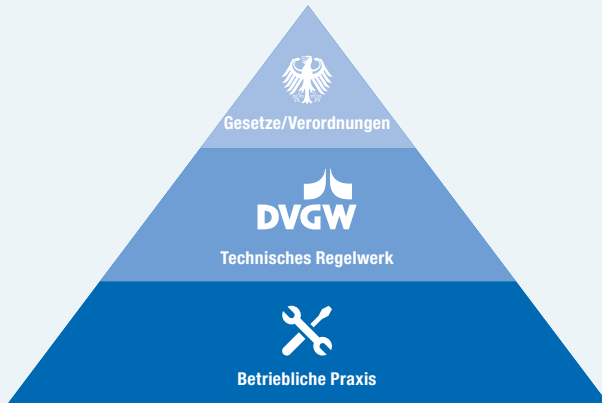 Gesetze/Verordnungen
DVGW
Technisches Regelwerk
Betriebliche Praxis